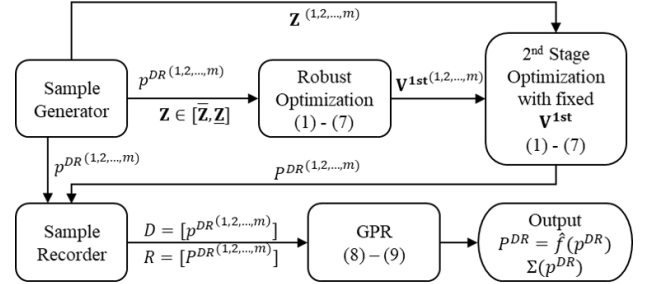 Z (1,2,...,m)
Sample
Generator
p^{DR (1,2,...,m)}
Z ∈ [Z̅, Z̲]
Robust
Optimization
(1) - (7)
V^{1st (1,2,...,m)}
2nd Stage
Optimization
with fixed
V^{1st}
(1) - (7)
p^{DR (1,2,...,m)}
P^{DR (1,2,...,m)}
Sample
Recorder
D = [p^{DR (1,2,...,m)}]
R = [P^{DR (1,2,...,m)}]
GPR
(8) – (9)
Output
P^{DR} = f̂(p^{DR})
Σ(p^{DR})